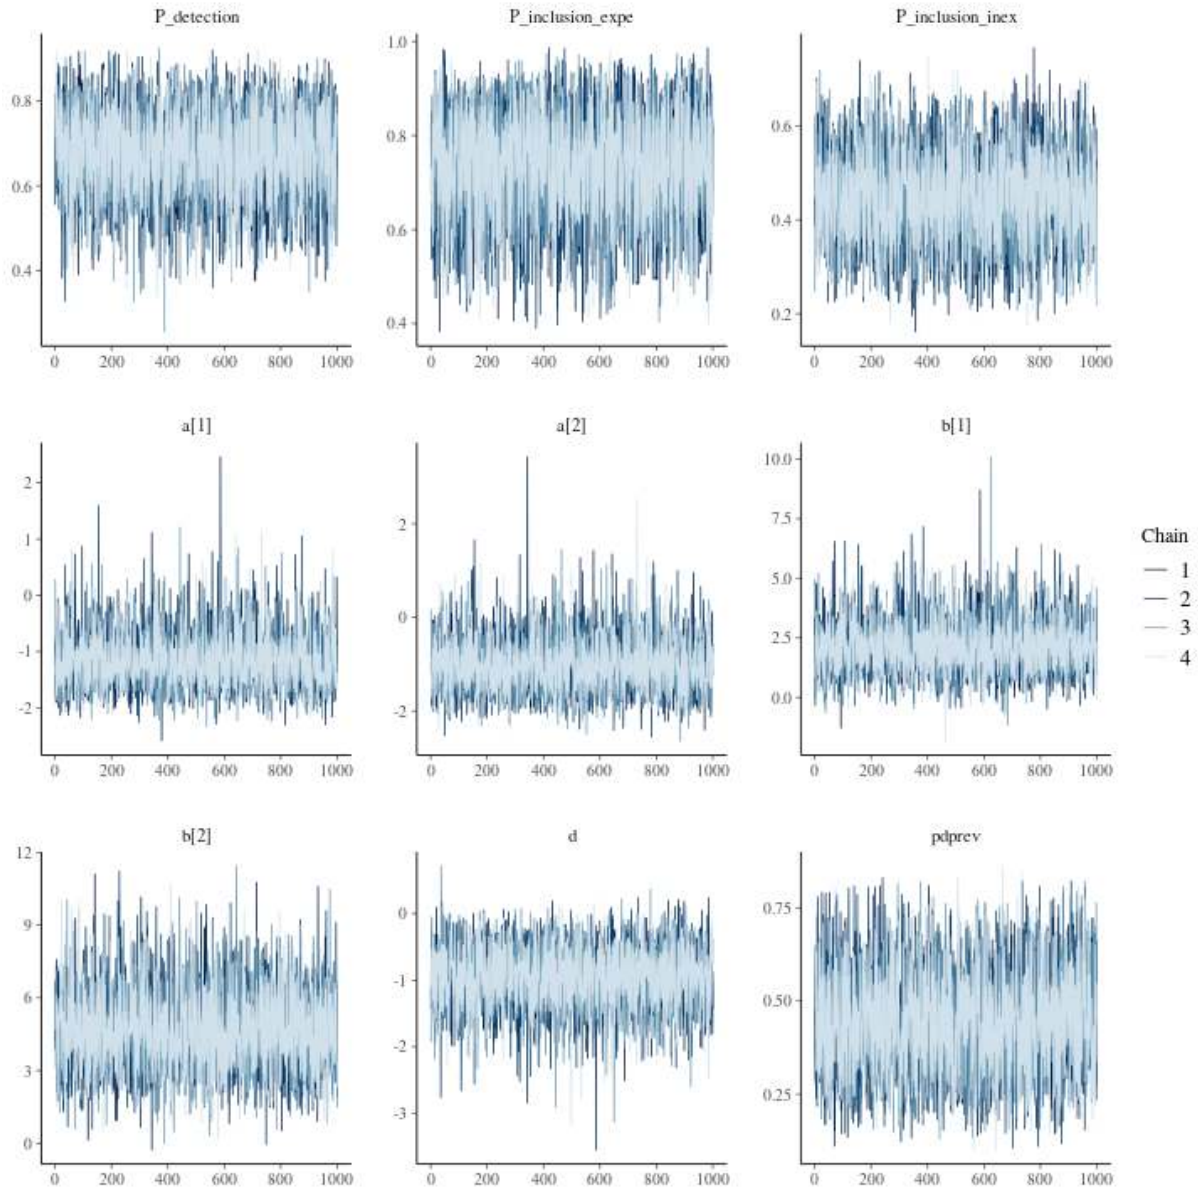 P_detection P_inclusion_expe P_inclusion_inex
0.8 0.6 0.4
1.0 0.8 0.6 0.4
0.6 0.4 0.2
0 200 400 600 800 1000 0 200 400 600 800 1000 0 200 400 600 800 1000
a[1] a[2] b[1]
2 1 0 -1 -2
2 0 -2
10.0 7.5 5.0 2.5 0.0
0 200 400 600 800 1000 0 200 400 600 800 1000 0 200 400 600 800 1000
Chain
1
2
3
4
b[2] d pdprev
12 9 6 3 0
0 -1 -2 -3
0.75 0.50 0.25
0 200 400 600 800 1000 0 200 400 600 800 1000 0 200 400 600 800 1000